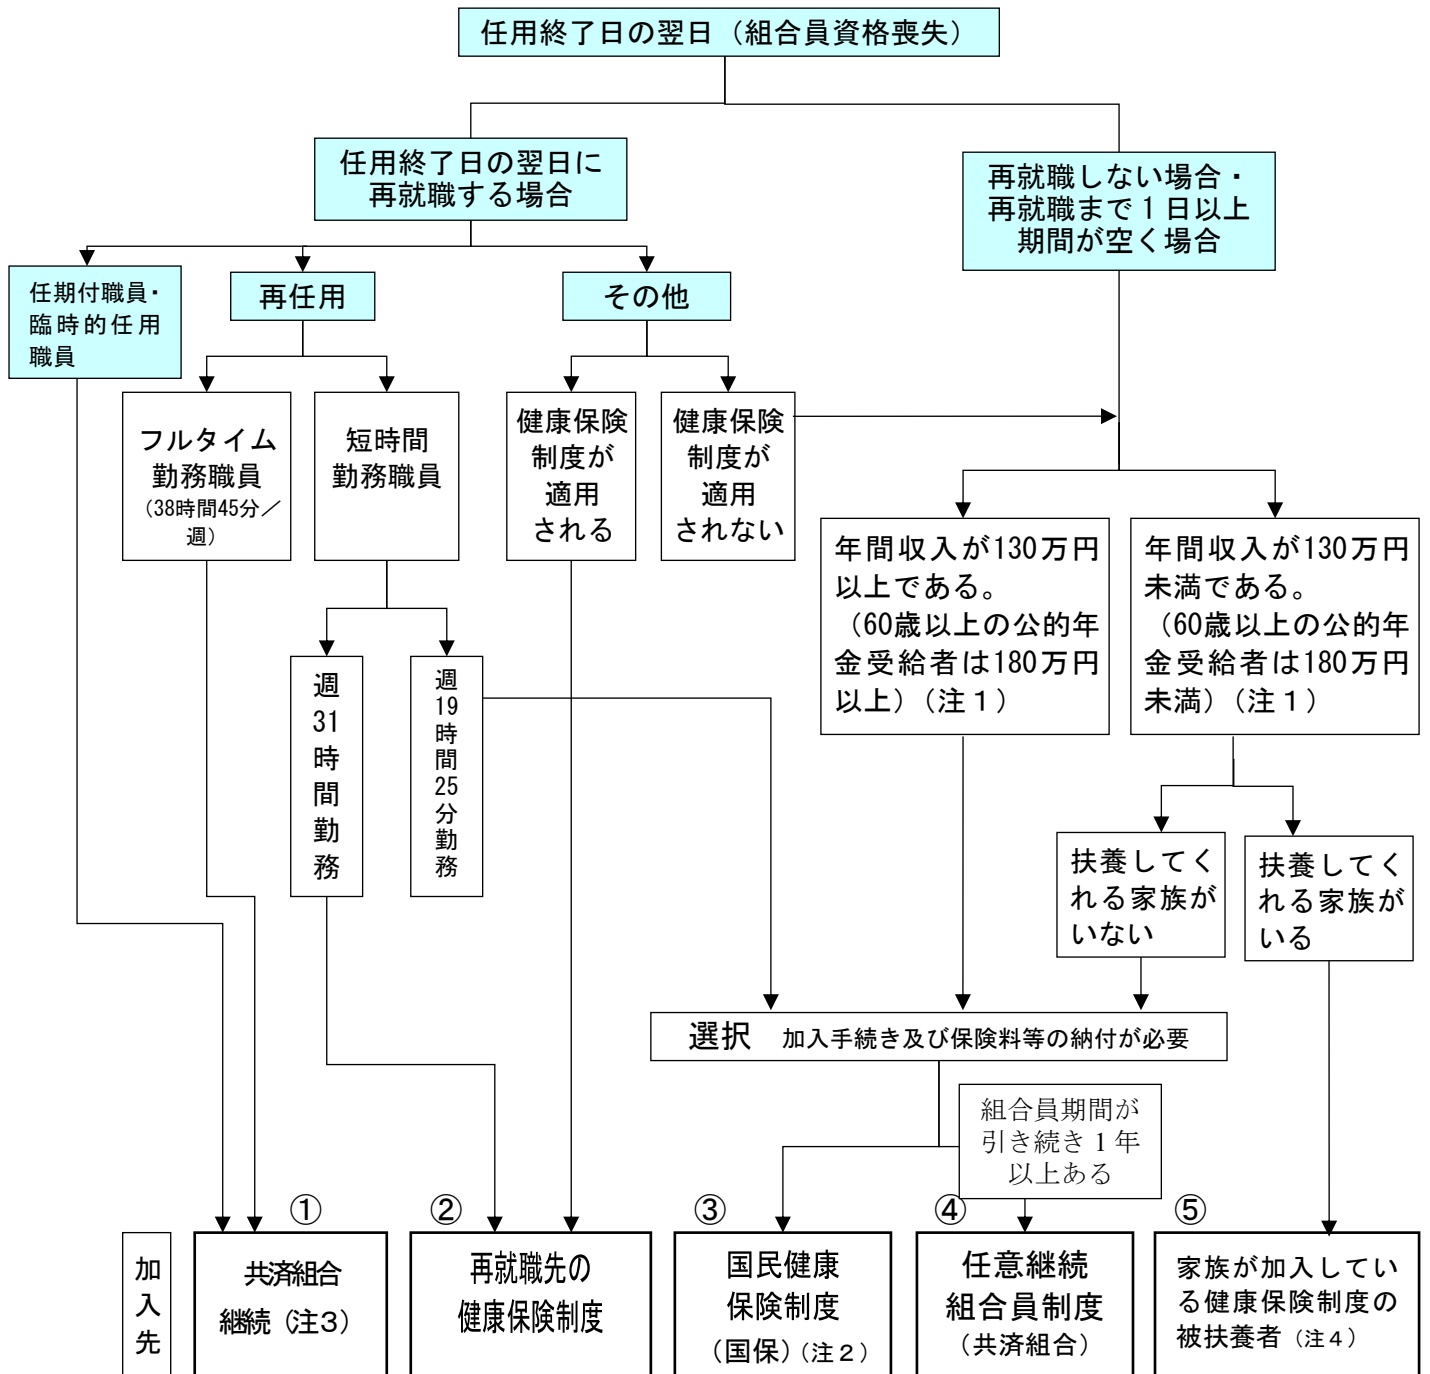 任用終了日の翌日（組合員資格喪失）
任用終了日の翌日に
再就職する場合
再就職しない場合・
再就職まで１日以上
期間が空く場合
任期付職員・
臨時的任用
職員
再任用
その他
フルタイム
勤務職員
（38時間45分／
週）
短時間
勤務職員
健康保険
制度が
適用
される
健康保険
制度が
適用
されない
年間収入が130万円
以上である。
（60歳以上の公的年
金受給者は180万円
以上）（注１）
年間収入が130万円
未満である。
（60歳以上の公的年
金受給者は180万円
未満）（注１）
週
31
時
間
勤
務
週
19
時
間
25
分
勤
務
扶養してく
れる家族が
いない
扶養してく
れる家族が
いる
選択　加入手続き及び保険料等の納付が必要
組合員期間が
引き続き１年
以上ある
①
②
③
④
⑤
加
入
先
共済組合
継続（注３）
再就職先の
健康保険制度
国民健康
保険制度
（国保）（注２）
任意継続
組合員制度
（共済組合）
家族が加入してい
る健康保険制度の
被扶養者（注４）